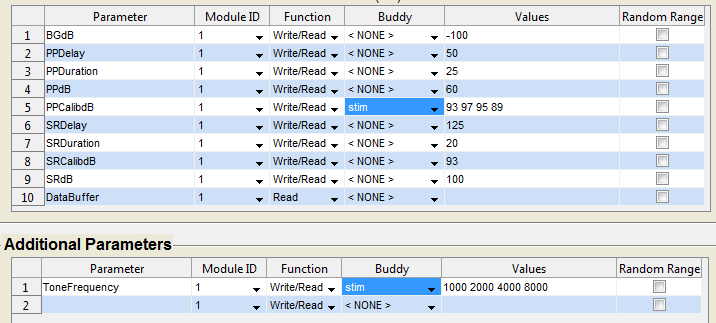 Parameter Module ID Function Buddy Values Random Range
1 BGdB 1 Write/Read < NONE > -100
2 PPDelay 1 Write/Read < NONE > 50
3 PPDuration 1 Write/Read < NONE > 25
4 PPdB 1 Write/Read < NONE > 60
5 PPCalibdB 1 Write/Read stim 93 97 95 89
6 SRDelay 1 Write/Read < NONE > 125
7 SRDuration 1 Write/Read < NONE > 20
8 SRCalibdB 1 Write/Read < NONE > 93
9 SRdB 1 Write/Read < NONE > 100
10 DataBuffer 1 Read < NONE >
Additional Parameters
Parameter Module ID Function Buddy Values Random Range
1 ToneFrequency 1 Write/Read stim 1000 2000 4000 8000
2 1 Write/Read < NONE >